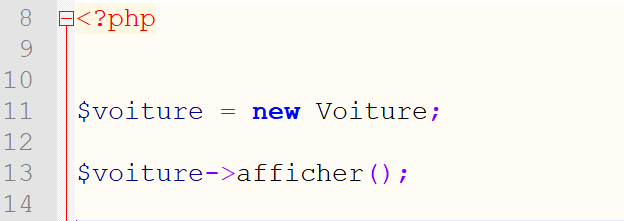 8 <?php
9
10
11 $voiture = new Voiture;
12
13 $voiture->afficher();
14